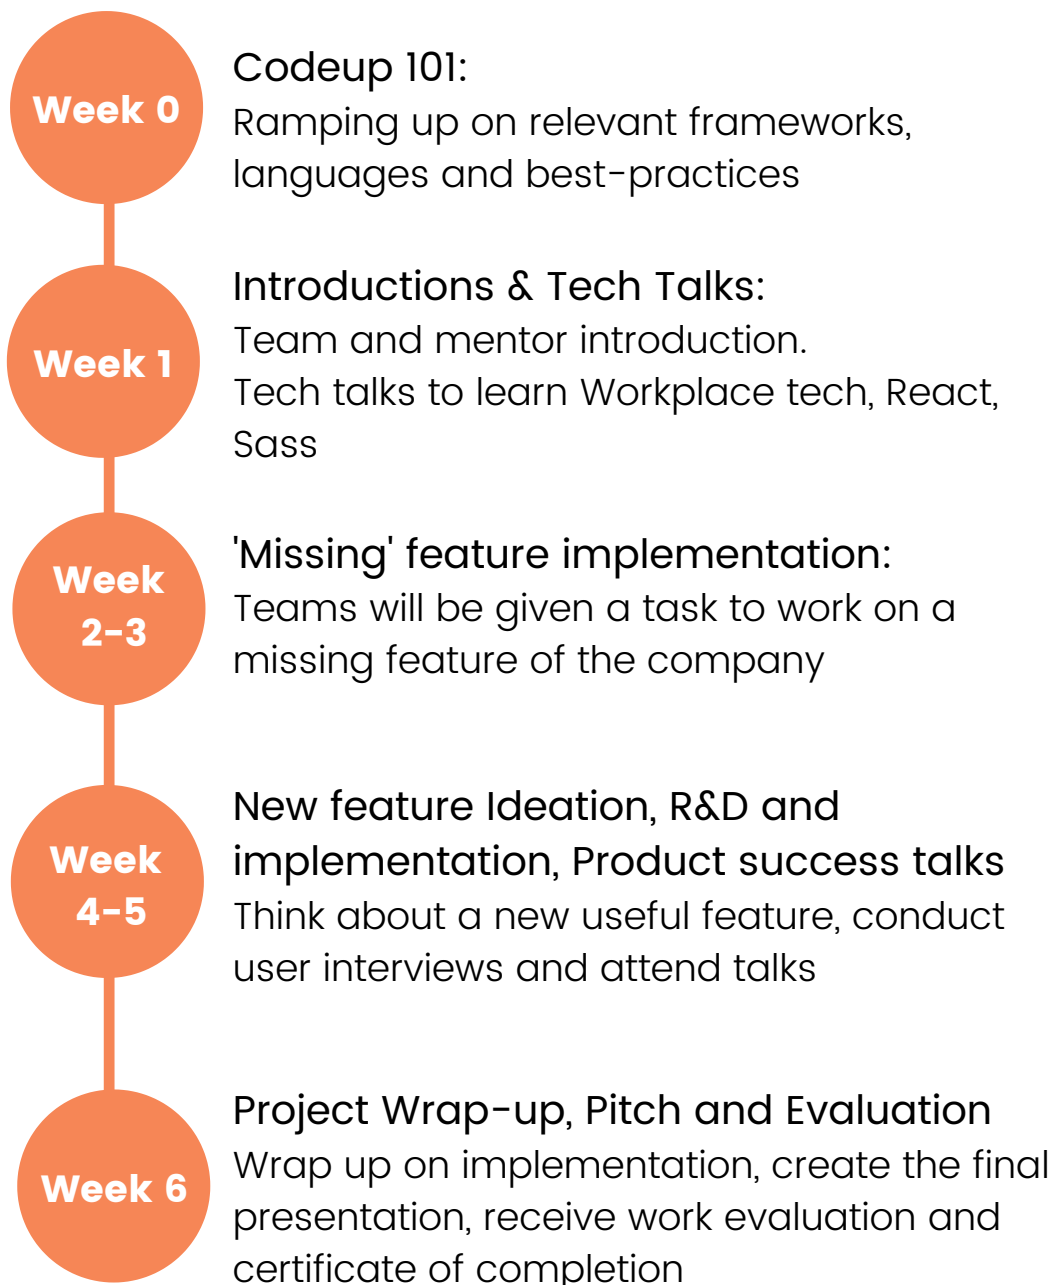 Week 0
Codeup 101:
Ramping up on relevant frameworks,
languages and best-practices
Week 1
Introductions & Tech Talks:
Team and mentor introduction.
Tech talks to learn Workplace tech, React,
Sass
Week
2-3
'Missing' feature implementation:
Teams will be given a task to work on a
missing feature of the company
Week
4-5
New feature Ideation, R&D and
implementation, Product success talks
Think about a new useful feature, conduct
user interviews and attend talks
Week 6
Project Wrap-up, Pitch and Evaluation
Wrap up on implementation, create the final
presentation, receive work evaluation and
certificate of completion